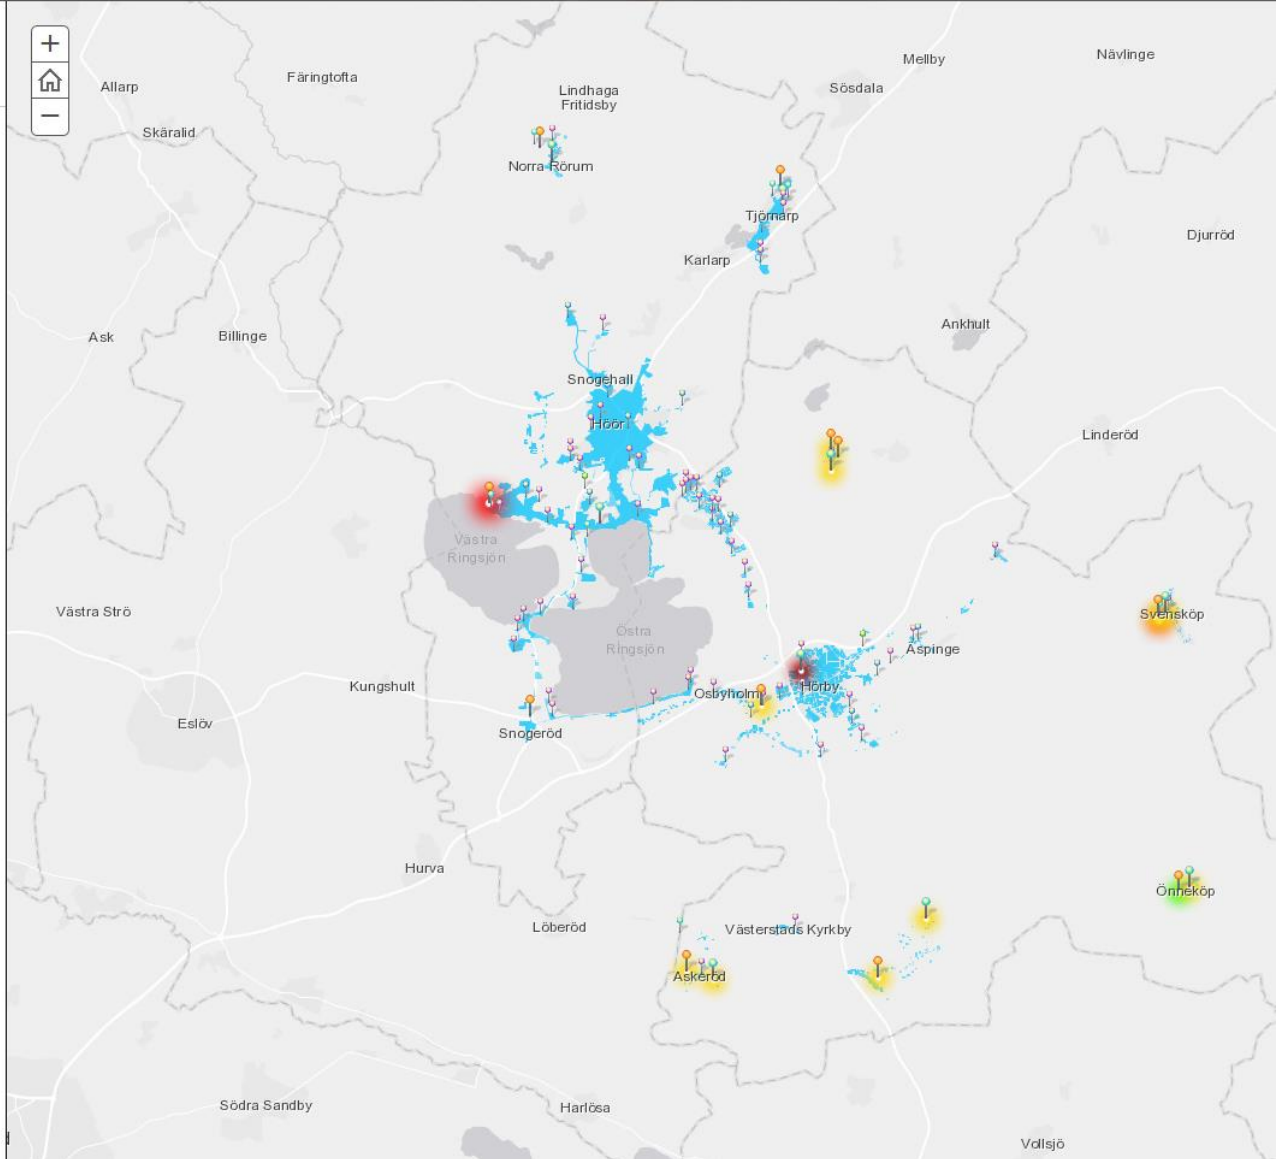 +
−
Mellby
Nävlinge
Färingtofta
Allarp
Sösdala
Lindhaga
Fritidsby
Skäralid
Norra Rörum
Tjörnarp
Djurröd
Karlarp
Ankhult
Ask
Billinge
Snogehall
Höör
Linderöd
Västra
Ringsjön
Västra Strö
Svensköp
Östra
Ringsjön
Äspinge
Kungshult
Osbyholm
Hörby
Eslöv
Snogeröd
Hurva
Önneköp
Löberöd
Västerstads Kyrkby
Askeröd
Södra Sandby
Harlösa
Vollsjö